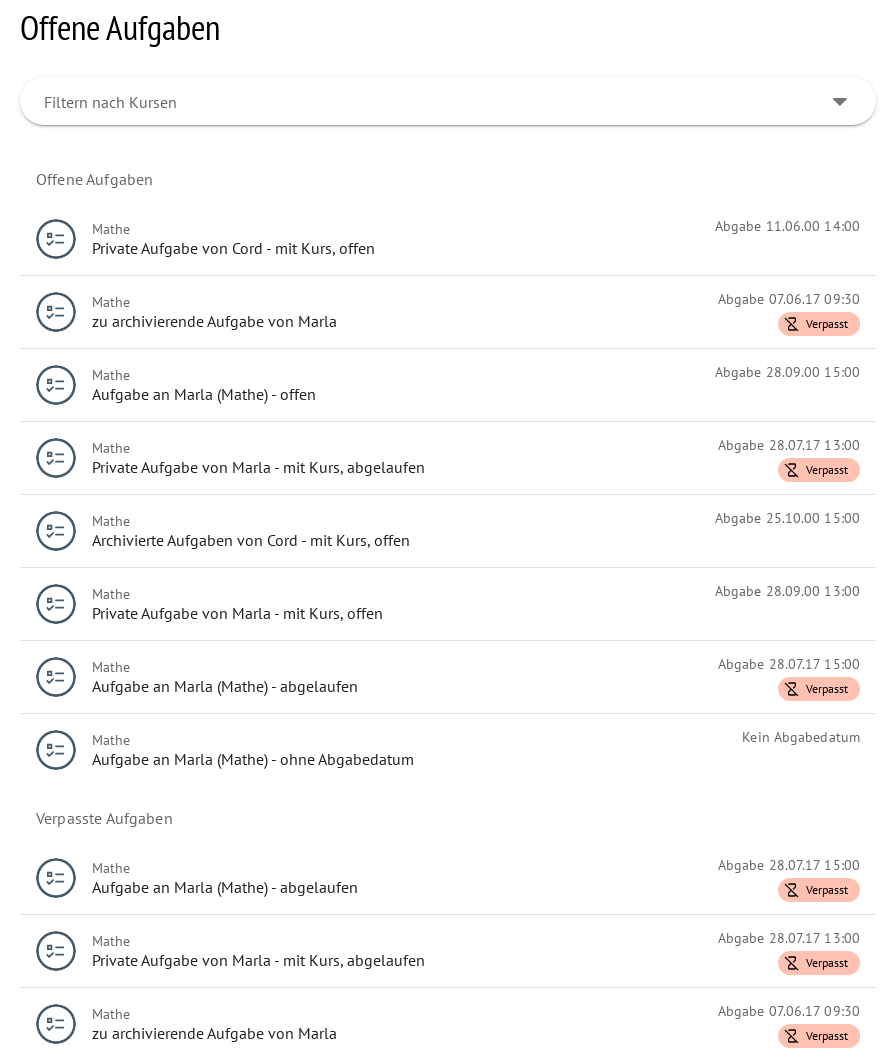 Offene Aufgaben
Filtern nach Kursen
Offene Aufgaben
Mathe
Private Aufgabe von Cord - mit Kurs, offen
Abgabe 11.06.00 14:00
Mathe
zu archivierende Aufgabe von Marla
Abgabe 07.06.17 09:30
Verpasst
Mathe
Aufgabe an Marla (Mathe) - offen
Abgabe 28.09.00 15:00
Mathe
Private Aufgabe von Marla - mit Kurs, abgelaufen
Abgabe 28.07.17 13:00
Verpasst
Mathe
Archivierte Aufgaben von Cord - mit Kurs, offen
Abgabe 25.10.00 15:00
Mathe
Private Aufgabe von Marla - mit Kurs, offen
Abgabe 28.09.00 13:00
Mathe
Aufgabe an Marla (Mathe) - abgelaufen
Abgabe 28.07.17 15:00
Verpasst
Mathe
Aufgabe an Marla (Mathe) - ohne Abgabedatum
Kein Abgabedatum
Verpasste Aufgaben
Mathe
Aufgabe an Marla (Mathe) - abgelaufen
Abgabe 28.07.17 15:00
Verpasst
Mathe
Private Aufgabe von Marla - mit Kurs, abgelaufen
Abgabe 28.07.17 13:00
Verpasst
Mathe
zu archivierende Aufgabe von Marla
Abgabe 07.06.17 09:30
Verpasst